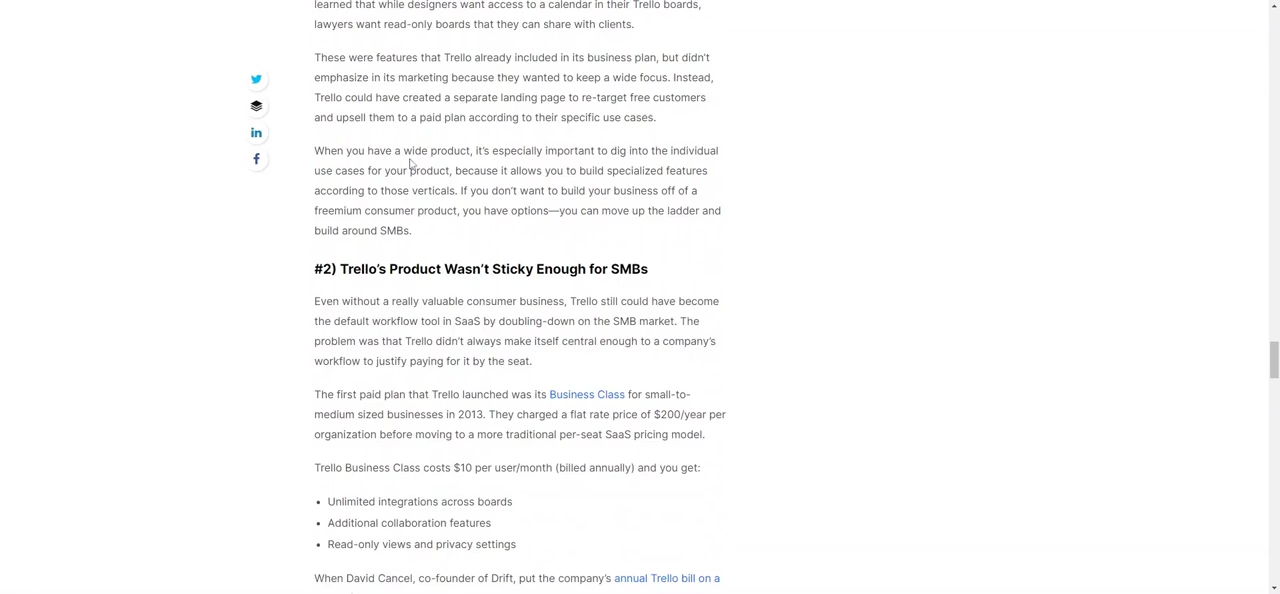 learned that while designers want access to a calendar in their Trello boards,
lawyers want read-only boards that they can share with clients.
These were features that Trello already included in its business plan, but didn't
emphasize in its marketing because they wanted to keep a wide focus. Instead,
Trello could have created a separate landing page to re-target free customers
and upsell them to a paid plan according to their specific use cases.
When you have a wide product, it's especially important to dig into the individual
use cases for your product, because it allows you to build specialized features
according to those verticals. If you don't want to build your business off of a
freemium consumer product, you have options—you can move up the ladder and
build around SMBs.
#2) Trello's Product Wasn't Sticky Enough for SMBs
Even without a really valuable consumer business, Trello still could have become
the default workflow tool in SaaS by doubling-down on the SMB market. The
problem was that Trello didn't always make itself central enough to a company's
workflow to justify paying for it by the seat.
The first paid plan that Trello launched was its Business Class for small-to-
medium sized businesses in 2013. They charged a flat rate price of $200/year per
organization before moving to a more traditional per-seat SaaS pricing model.
Trello Business Class costs $10 per user/month (billed annually) and you get:
• Unlimited integrations across boards
• Additional collaboration features
• Read-only views and privacy settings
When David Cancel, co-founder of Drift, put the company's annual Trello bill on a